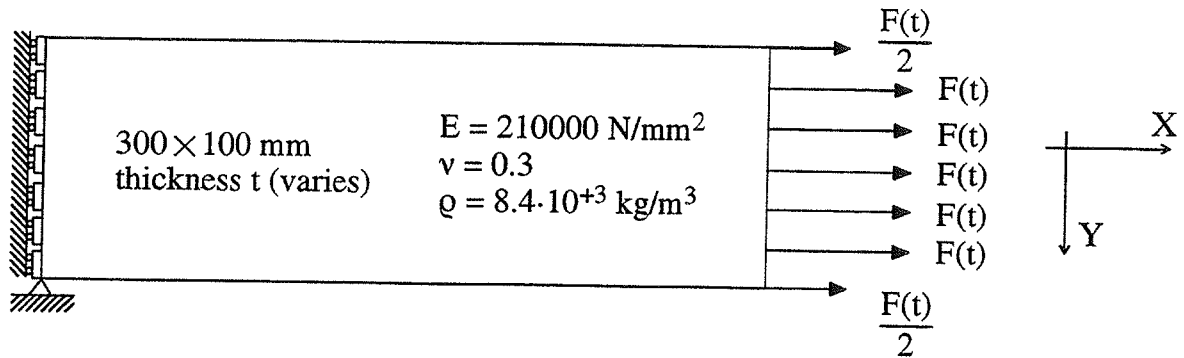 F(t)
2
F(t)
F(t)
F(t)
F(t)
F(t)
F(t)
2
300×100 mm
thickness t (varies)
E = 210000 N/mm²
ν = 0.3
ϱ = 8.4·10⁺³ kg/m³
X
Y